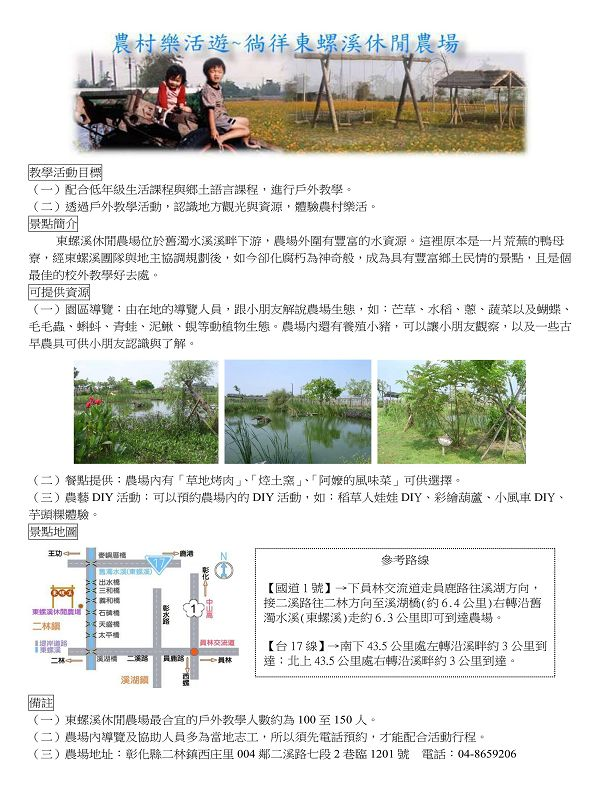 農村樂活遊~徜徉東螺溪休閒農場
教學活動目標
（一）配合低年級生活課程與鄉土語言課程，進行戶外教學。
（二）透過戶外教學活動，認識地方觀光與資源，體驗農村樂活。
景點簡介
東螺溪休閒農場位於舊濁水溪溪畔下游，農場外圍有豐富的水資源。這裡原本是一片荒蕪的鴨母
寮，經東螺溪團隊與地主協調規劃後，如今卻化腐朽為神奇般，成為具有豐富鄉土民情的景點，且是個
最佳的校外教學好去處。
可提供資源
（一）園區導覽：由在地的導覽人員，跟小朋友解說農場生態，如：芒草、水稻、蔥、蔬菜以及蝴蝶、
毛毛蟲、蝌蚪、青蛙、泥鰍、蜆等動植物生態。農場內還有養殖小豬，可以讓小朋友觀察，以及一些古
早農具可供小朋友認識與了解。
（二）餐點提供：農場內有「草地烤肉」、「焢土窯」、「阿嬤的風味菜」可供選擇。
（三）農藝 DIY 活動：可以預約農場內的 DIY 活動，如：稻草人娃娃 DIY、彩繪葫蘆、小風車 DIY、
芋頭粿體驗。
景點地圖
王功
麥嶼厝橋
鹿港
舊濁水溪(東螺溪)
17
N
出水橋
三和橋
義和橋
東螺溪休閒農場
石磚橋
天盛橋
太平橋
二林鎮
堤岸道路
東螺溪
二林
溪湖橋
二溪路
員鹿路
員林
彰水路
彰化
1
中山高
員林交流道
西螺
溪湖鎮
參考路線
【國道 1 號】→下員林交流道走員鹿路往溪湖方向，
接二溪路往二林方向至溪湖橋(約 6.4 公里)右轉沿舊
濁水溪(東螺溪)走約 6.3 公里即可到達農場。
【台 17 線】→南下 43.5 公里處左轉沿溪畔約 3 公里到
達；北上 43.5 公里處右轉沿溪畔約 3 公里到達。
備註
（一）東螺溪休閒農場最合宜的戶外教學人數約為 100 至 150 人。
（二）農場內導覽及協助人員多為當地志工，所以須先電話預約，才能配合活動行程。
（三）農場地址：彰化縣二林鎮西庄里 004 鄰二溪路七段 2 巷臨 1201 號　電話：04-8659206